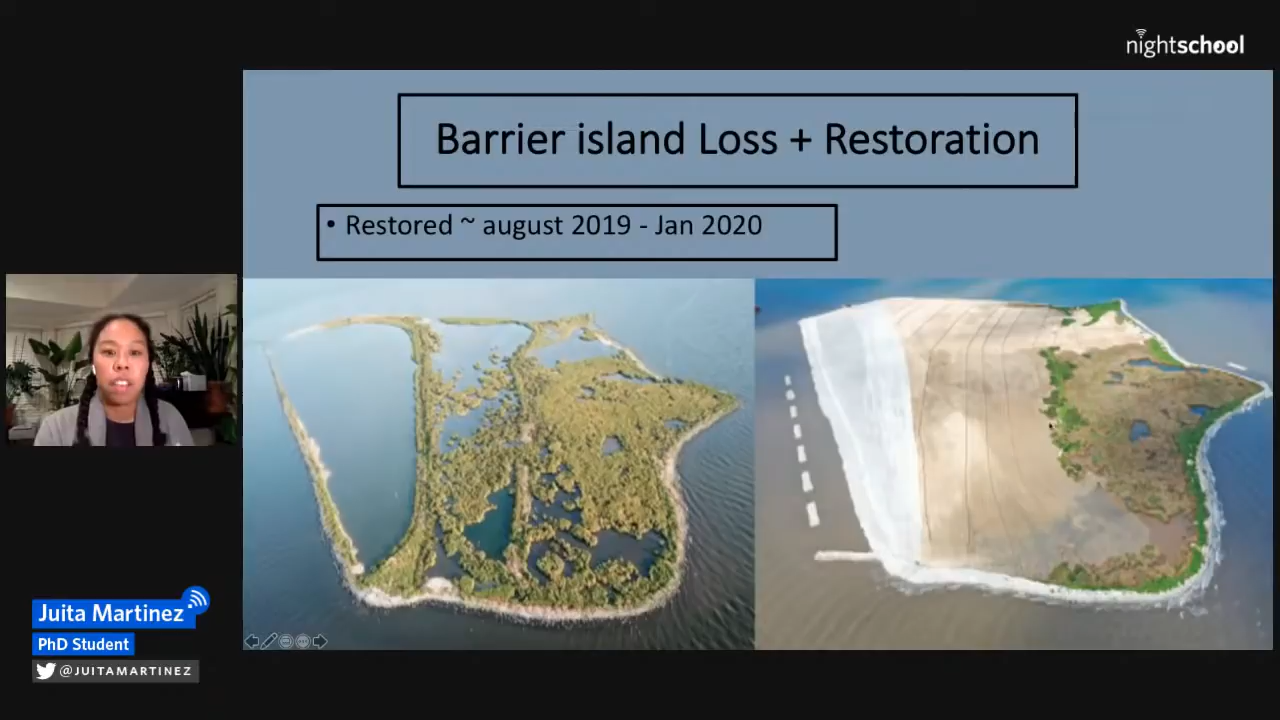 nightschool
Barrier island Loss + Restoration
• Restored ~ august 2019 - Jan 2020
Juita Martinez
PhD Student
@JUITAMARTINEZ